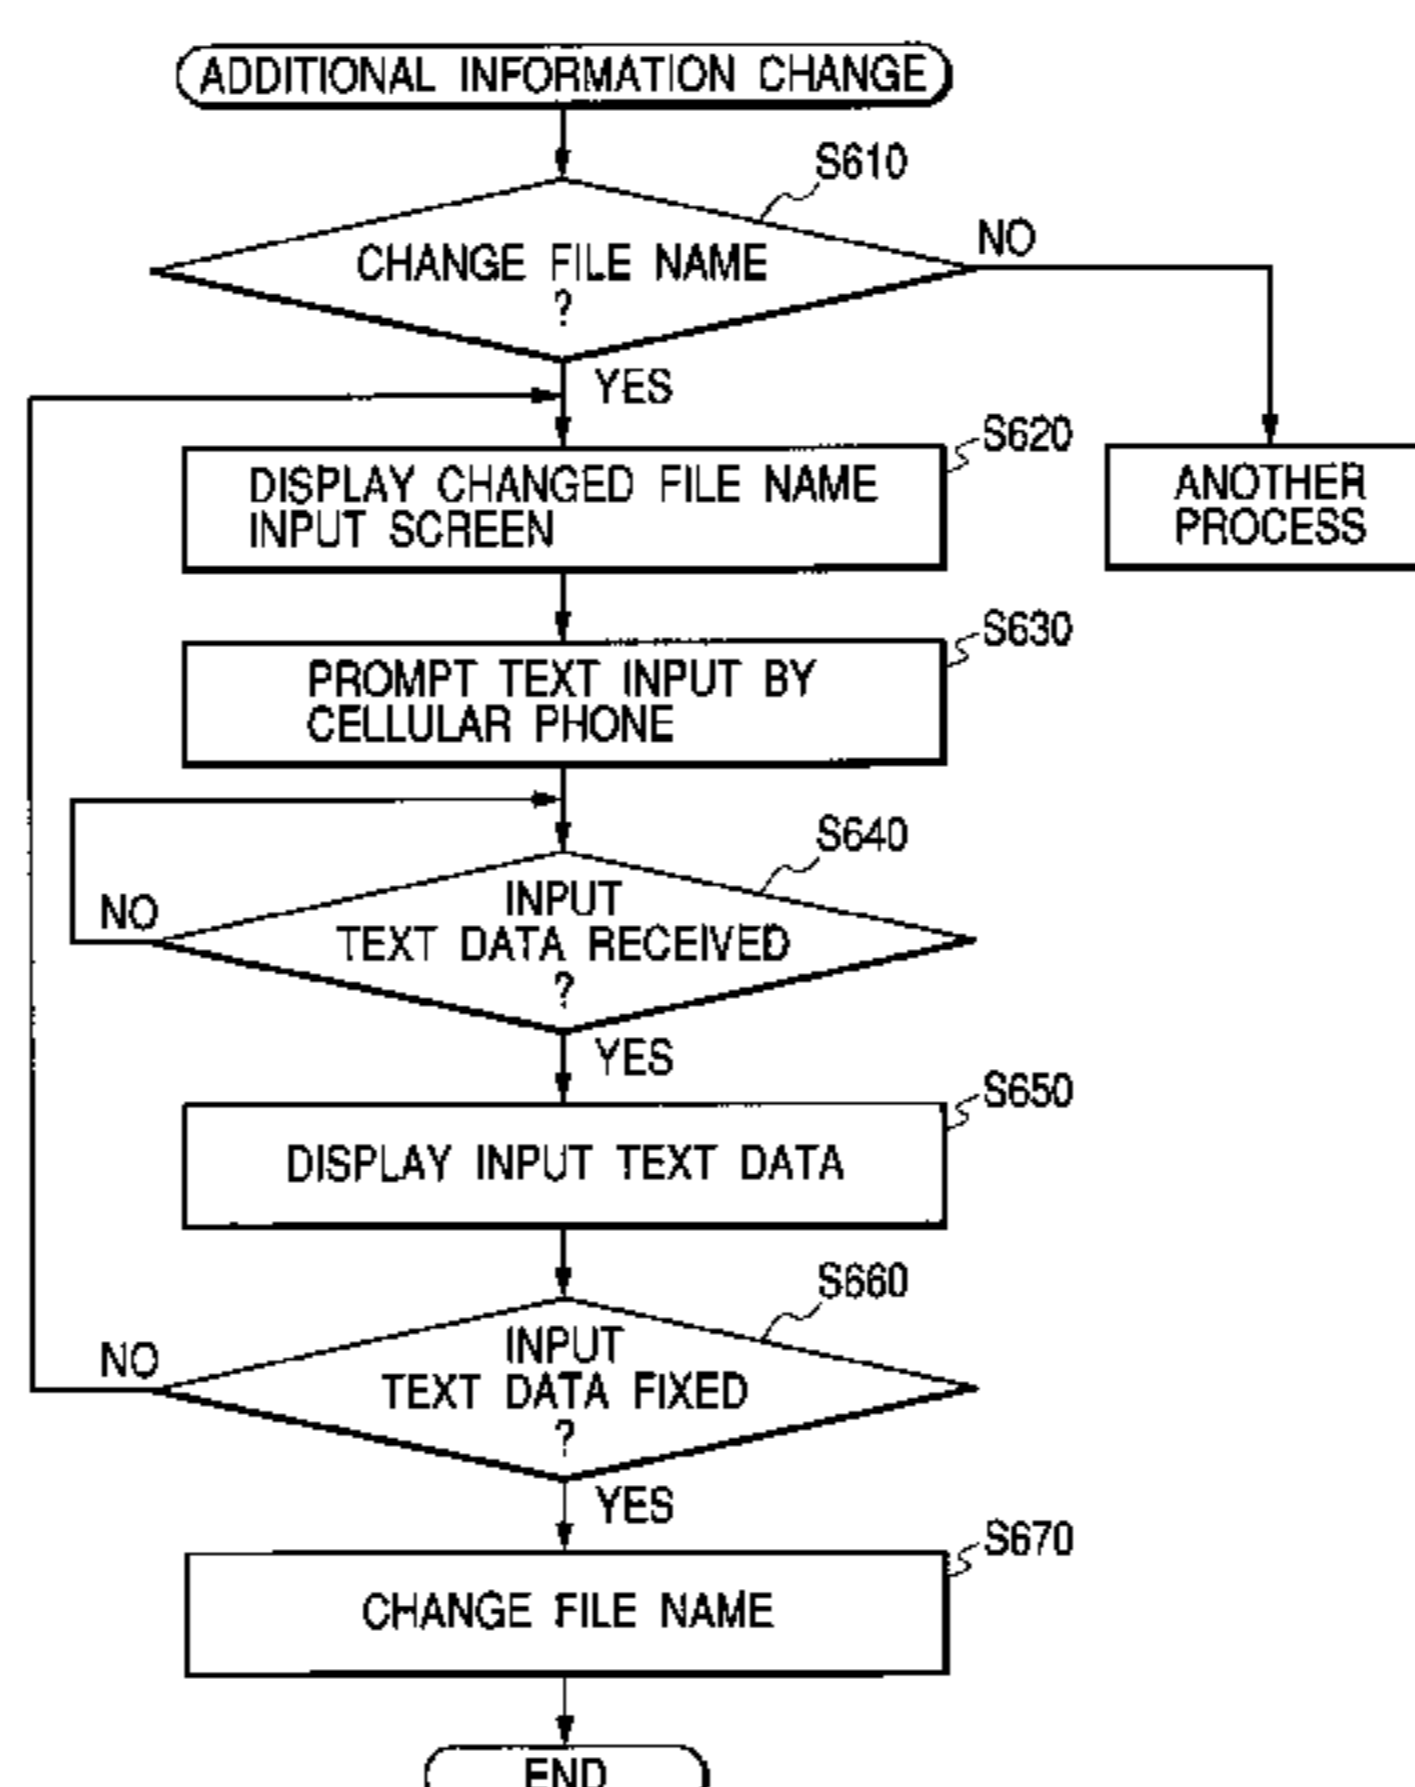 ADDITIONAL INFORMATION CHANGE
S610
CHANGE FILE NAME
?
NO
YES
S620
DISPLAY CHANGED FILE NAME
INPUT SCREEN
ANOTHER
PROCESS
S630
PROMPT TEXT INPUT BY
CELLULAR PHONE
S640
INPUT
TEXT DATA RECEIVED
?
NO
YES
S650
DISPLAY INPUT TEXT DATA
S660
INPUT
TEXT DATA FIXED
?
NO
YES
S670
CHANGE FILE NAME
END